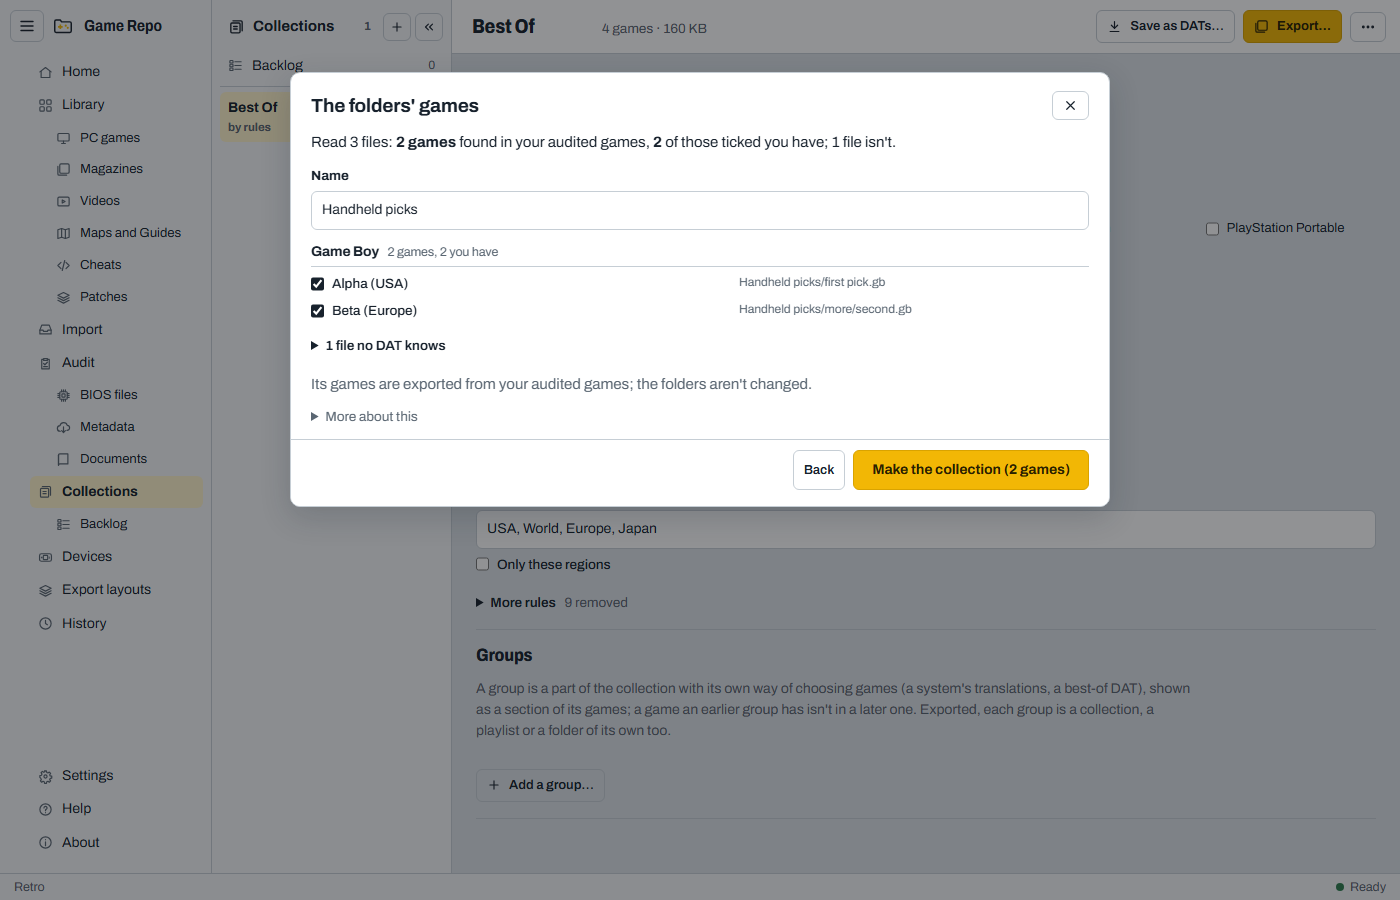 Game Repo
Home
Library
PC games
Magazines
Videos
Maps and Guides
Cheats
Patches
Import
Audit
BIOS files
Metadata
Documents
Collections
Backlog
Devices
Export layouts
History
Settings
Help
About
Collections 1
Backlog 0
Best Of
by rules
Best Of 4 games · 160 KB
Save as DATs...
Export...
PlayStation Portable
The folders' games
Read 3 files: 2 games found in your audited games, 2 of those ticked you have; 1 file isn't.
Name
Handheld picks
Game Boy 2 games, 2 you have
Alpha (USA) Handheld picks/first pick.gb
Beta (Europe) Handheld picks/more/second.gb
1 file no DAT knows
Its games are exported from your audited games; the folders aren't changed.
More about this
Back
Make the collection (2 games)
USA, World, Europe, Japan
Only these regions
More rules 9 removed
Groups
A group is a part of the collection with its own way of choosing games (a system's translations, a best-of DAT), shown
as a section of its games; a game an earlier group has isn't in a later one. Exported, each group is a collection, a
playlist or a folder of its own too.
Add a group...
Retro
Ready